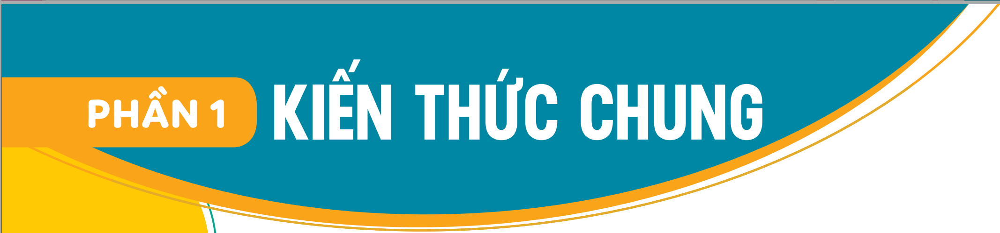 PHẦN 1 KIẾN THỨC CHUNG